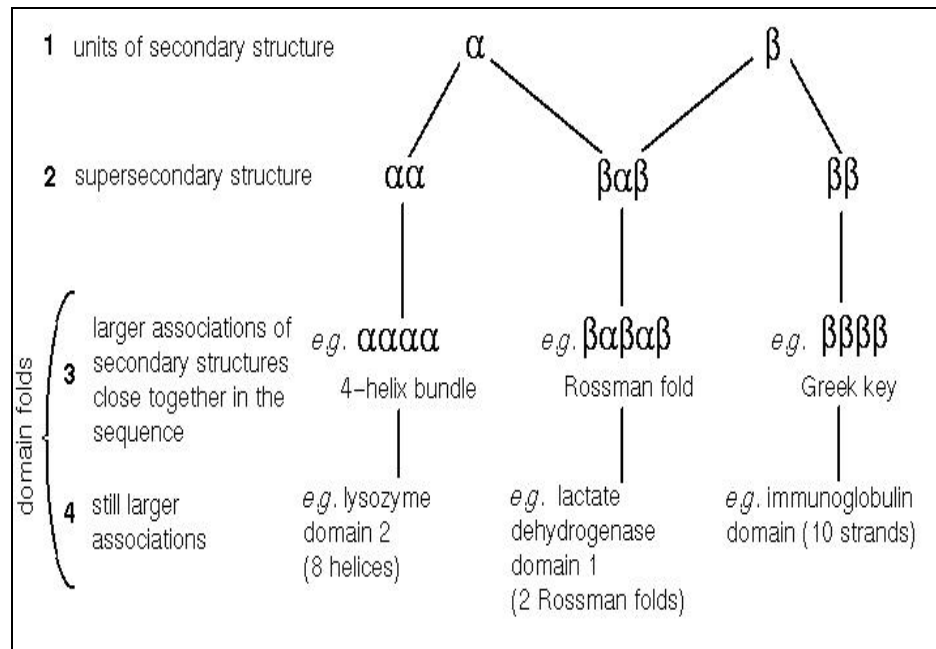 1 units of secondary structure α β
2 supersecondary structure αα βαβ ββ
domain folds
3 larger associations of
secondary structures
close together in the
sequence
e.g. αααα
4–helix bundle
e.g. βαβαβ
Rossman fold
e.g. ββββ
Greek key
4 still larger
associations
e.g. lysozyme
domain 2
(8 helices)
e.g. lactate
dehydrogenase
domain 1
(2 Rossman folds)
e.g. immunoglobulin
domain (10 strands)